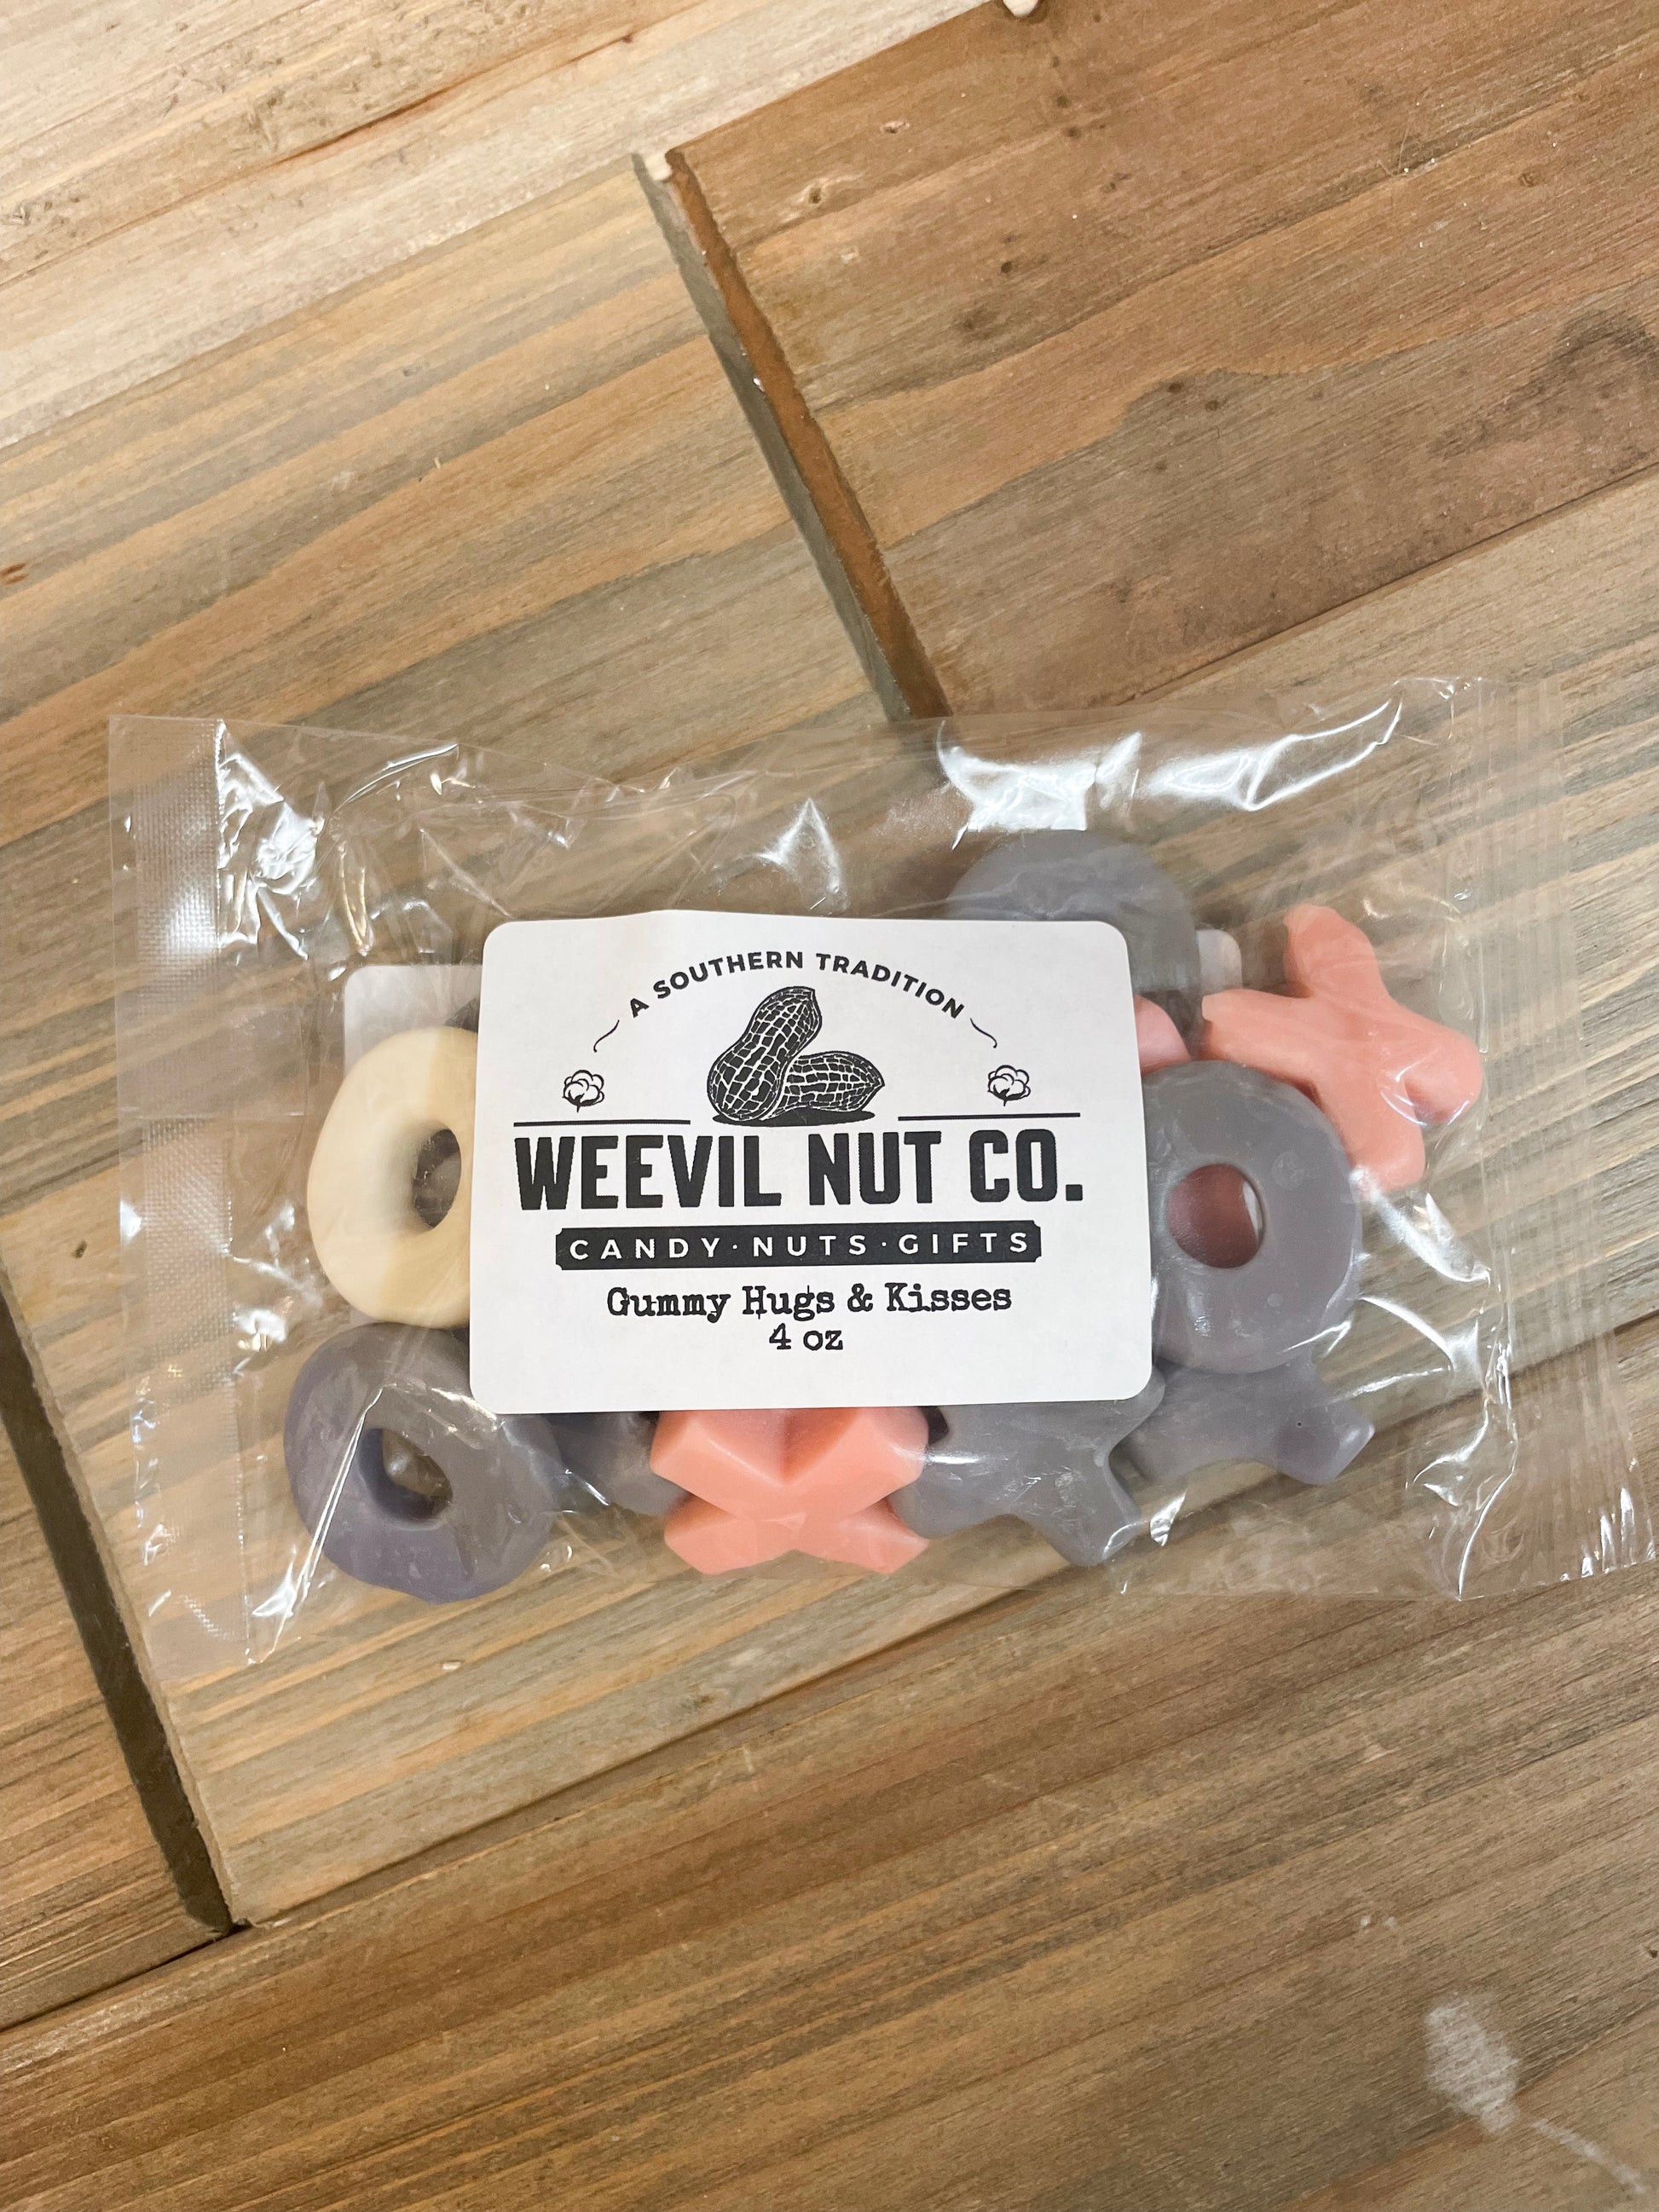 A SOUTHERN TRADITION
WEEVIL NUT CO.
CANDY·NUTS·GIFTS
Gummy Hugs & Kisses
4 oz